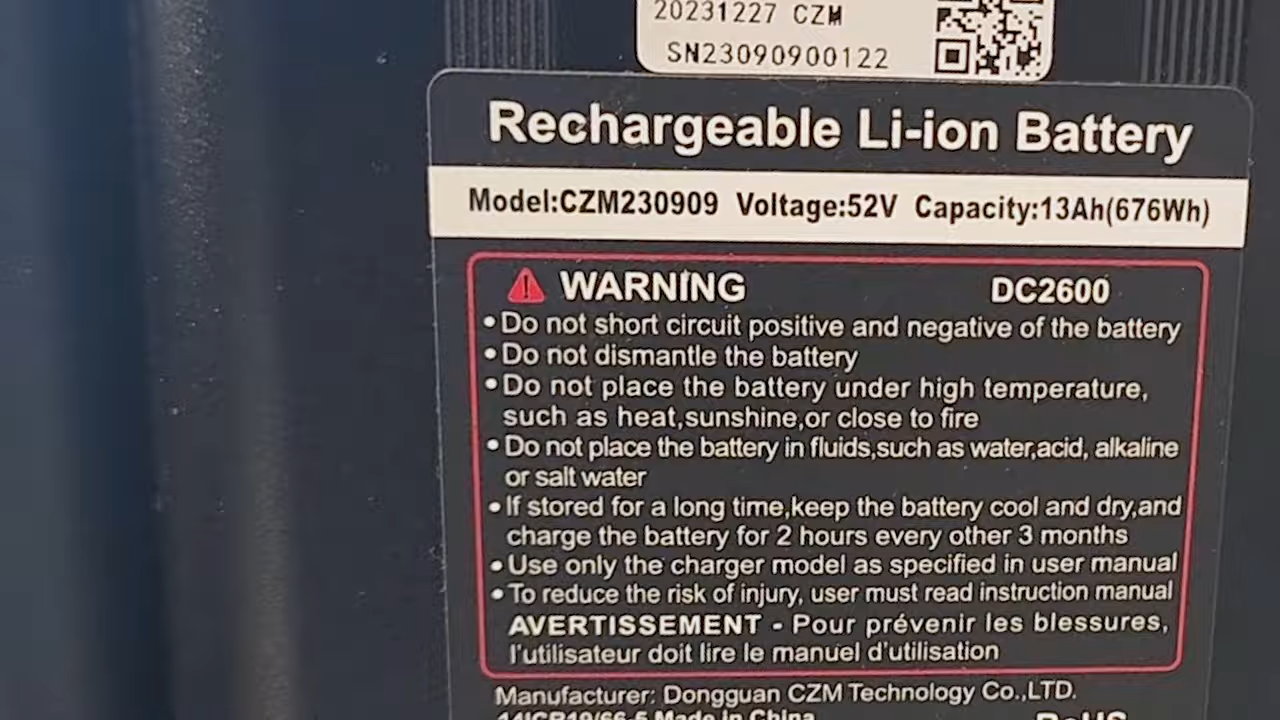 20231227 CZM
SN23090900122
Rechargeable Li-ion Battery
Model:CZM230909 Voltage:52V Capacity:13Ah(676Wh)
WARNING DC2600
•Do not short circuit positive and negative of the battery
•Do not dismantle the battery
•Do not place the battery under high temperature,
such as heat,sunshine,or close to fire
•Do not place the battery in fluids,such as water,acid, alkaline
or salt water
•If stored for a long time,keep the battery cool and dry,and
charge the battery for 2 hours every other 3 months
•Use only the charger model as specified in user manual
•To reduce the risk of injury, user must read instruction manual
AVERTISSEMENT - Pour prévenir les blessures,
l'utilisateur doit lire le manuel d'utilisation
Manufacturer: Dongguan CZM Technology Co.,LTD.
Made in China RoHS